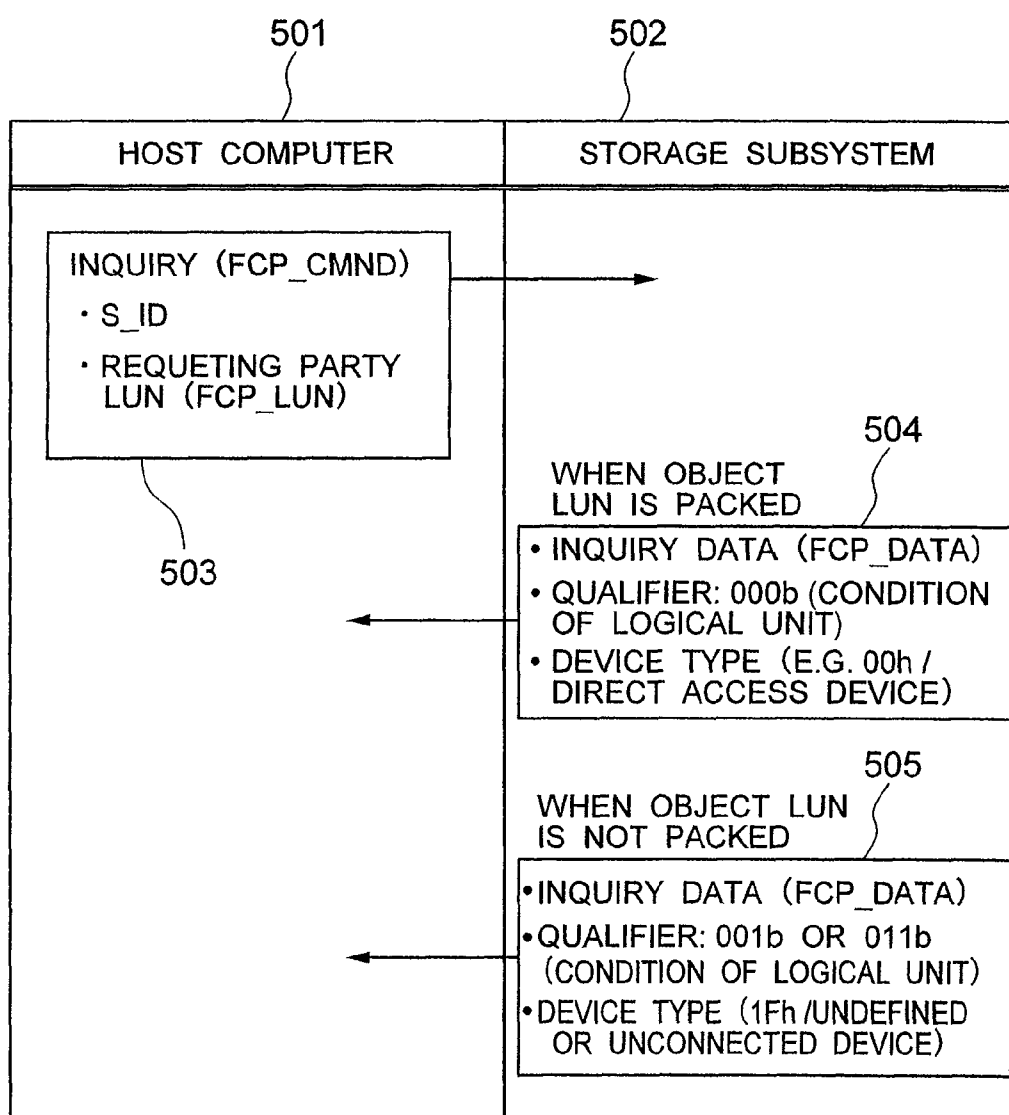 501
502
HOST COMPUTER
STORAGE SUBSYSTEM
INQUIRY (FCP_CMND)
· S_ID
· REQUETING PARTY
LUN (FCP_LUN)
503
504
WHEN OBJECT
LUN IS PACKED
• INQUIRY DATA (FCP_DATA)
• QUALIFIER: 000b (CONDITION
OF LOGICAL UNIT)
• DEVICE TYPE (E.G. 00h /
DIRECT ACCESS DEVICE)
505
WHEN OBJECT LUN
IS NOT PACKED
• INQUIRY DATA (FCP_DATA)
• QUALIFIER: 001b OR 011b
(CONDITION OF LOGICAL UNIT)
• DEVICE TYPE (1Fh /UNDEFINED
OR UNCONNECTED DEVICE)